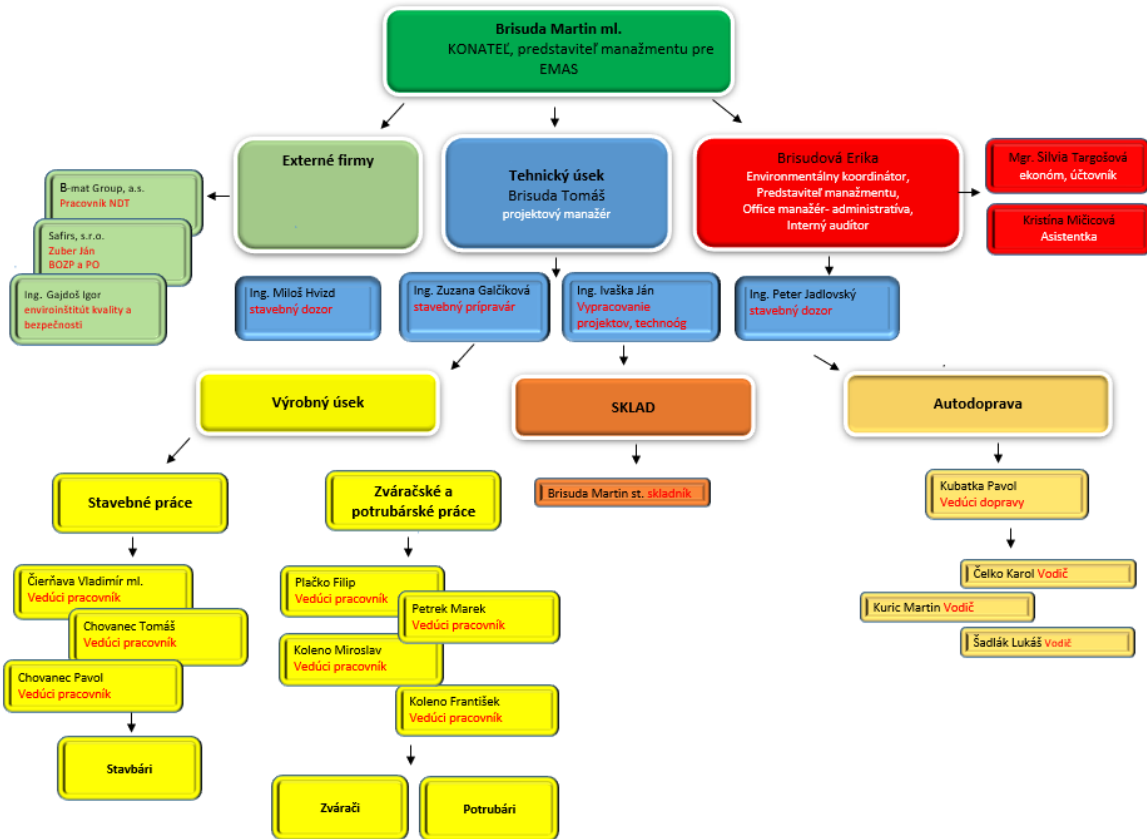 Brisuda Martin ml.
KONATEĽ, predstaviteľ manažmentu pre
EMAS
Externé firmy
Tehnický úsek
Brisuda Tomáš
projektový manažér
Brisudová Erika
Environmentálny koordinátor,
Predstaviteľ manažmentu,
Office manažér- administratíva,
Interný audítor
Mgr. Silvia Targošová
ekonóm, účtovník
Kristína Mičicová
Asistentka
B-mat Group, a.s.
Pracovník NDT
Safirs, s.r.o.
Zuber Ján
BOZP a PO
Ing. Gajdoš Igor
enviroinštitút kvality a
bezpečnosti
Ing. Miloš Hvizd
stavebný dozor
Ing. Zuzana Galčíková
stavebný prípravár
Ing. Ivaška Ján
Vypracovanie
projektov, technoóg
Ing. Peter Jadlovský
stavebný dozor
Výrobný úsek
SKLAD
Autodoprava
Stavebné práce
Zváračské a
potrubárské práce
Brisuda Martin st. skladník
Kubatka Pavol
Vedúci dopravy
Čierňava Vladimír ml.
Vedúci pracovník
Chovanec Tomáš
Vedúci pracovník
Chovanec Pavol
Vedúci pracovník
Plačko Filip
Vedúci pracovník
Petrek Marek
Vedúci pracovník
Koleno Miroslav
Vedúci pracovník
Koleno František
Vedúci pracovník
Čelko Karol Vodič
Kuric Martin Vodič
Šadlák Lukáš Vodič
Stavbári
Zvárači
Potrubári